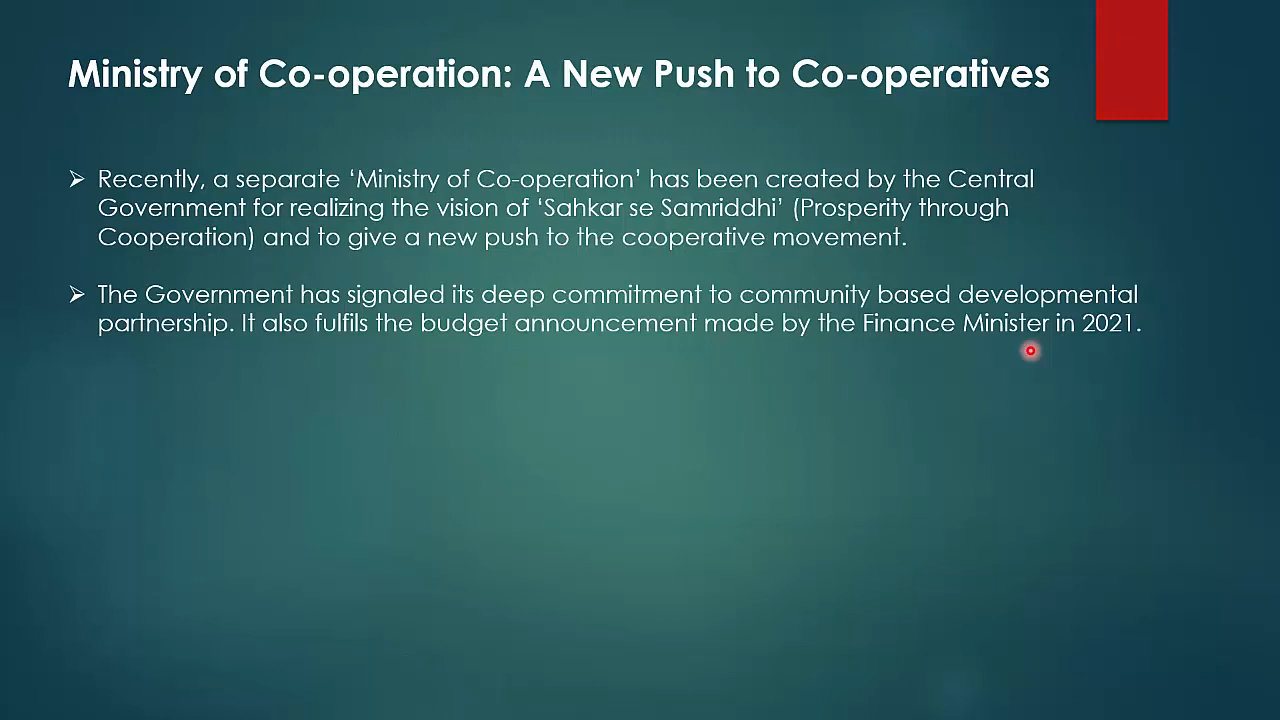 Ministry of Co-operation: A New Push to Co-operatives
Recently, a separate ‘Ministry of Co-operation’ has been created by the Central
Government for realizing the vision of ‘Sahkar se Samriddhi’ (Prosperity through
Cooperation) and to give a new push to the cooperative movement.
The Government has signaled its deep commitment to community based developmental
partnership. It also fulfils the budget announcement made by the Finance Minister in 2021.